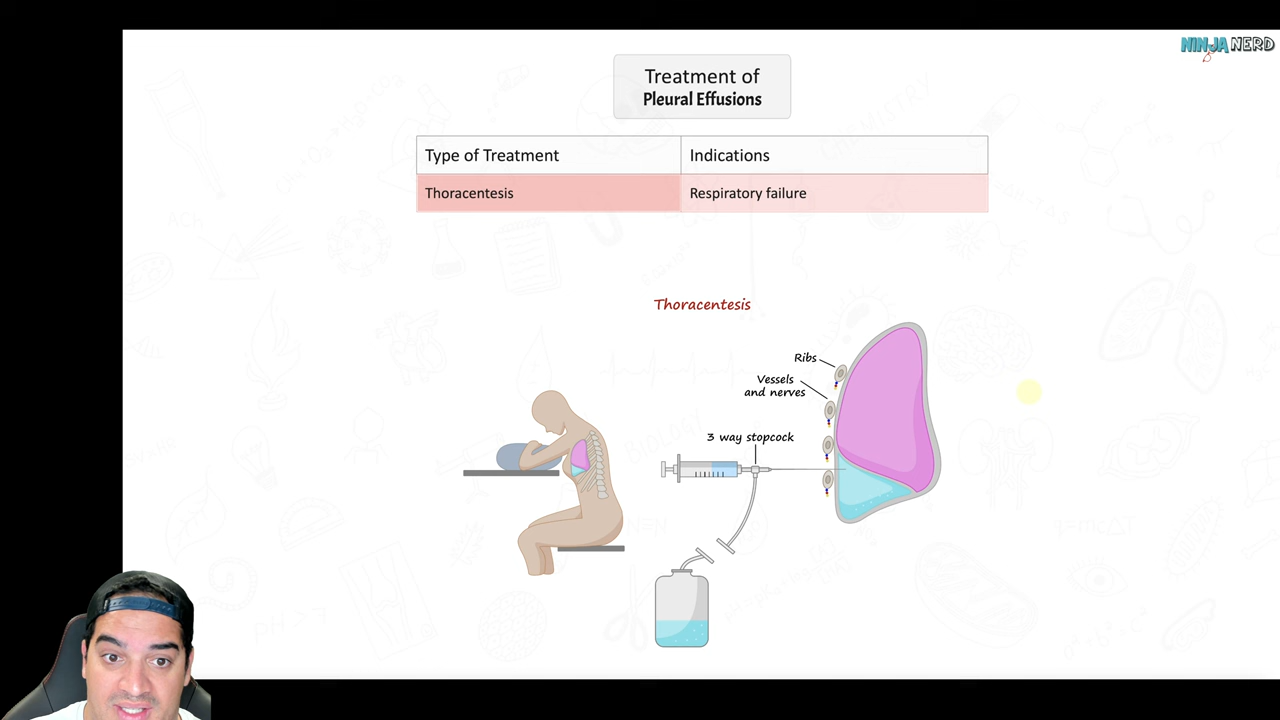 NINJA NERD
Treatment of
Pleural Effusions
Type of Treatment
Indications
Thoracentesis
Respiratory failure
Thoracentesis
Ribs
Vessels
and nerves
3 way stopcock